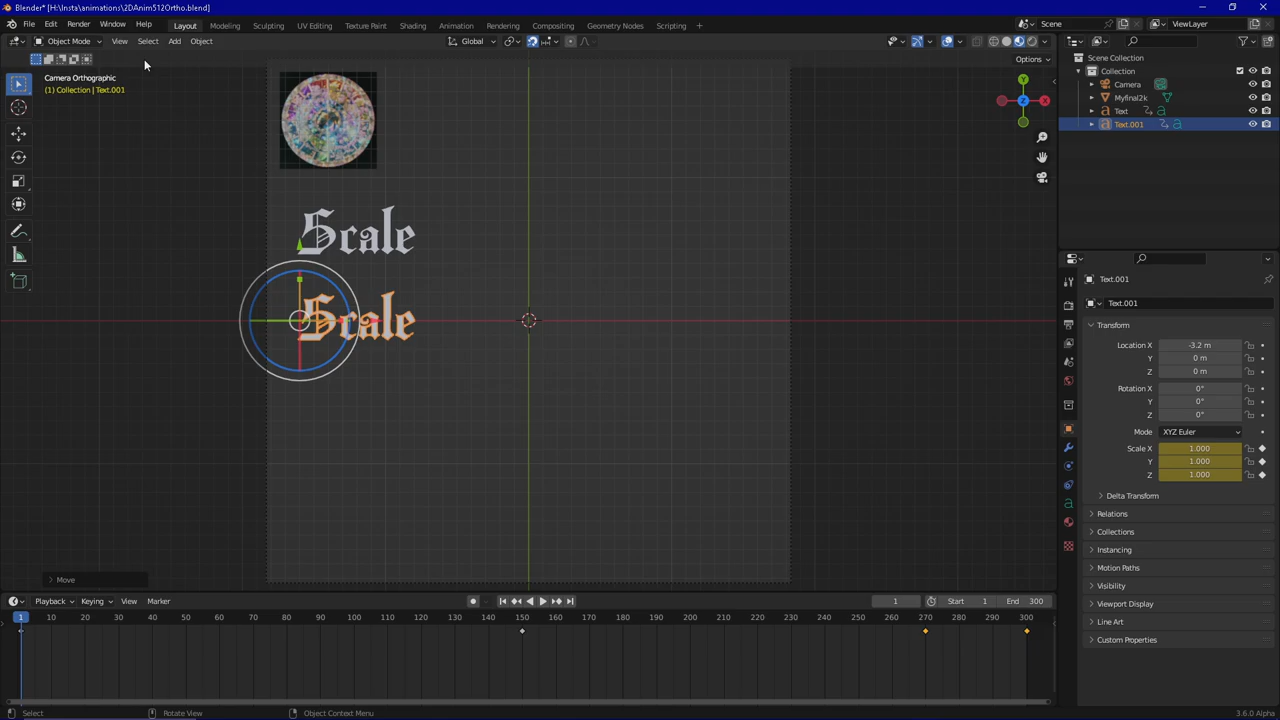 Blender* [H:\Insta\animations\2DAnim512Ortho.blend]
File Edit Render Window Help Layout Modeling Sculpting UV Editing Texture Paint Shading Animation Rendering Compositing Geometry Nodes Scripting + Scene ViewLayer
Object Mode View Select Add Object Global
Options
Camera Orthographic
(1) Collection | Text.001
Y
Z
X
Scene Collection
Collection
Camera
Myfinal2k
Text
Text.001
Scale
Scale
Text.001
Text.001
Transform
Location X -3.2 m
Y 0 m
Z 0 m
Rotation X 0°
Y 0°
Z 0°
Mode XYZ Euler
Scale X 1.000
Y 1.000
Z 1.000
Delta Transform
Relations
Collections
Instancing
Motion Paths
Visibility
Viewport Display
Line Art
Custom Properties
Move
Playback Keying View Marker 1 Start 1 End 300
1 10 20 30 40 50 60 70 80 90 100 110 120 130 140 150 160 170 180 190 200 210 220 230 240 250 260 270 280 290 300
Select Rotate View Object Context Menu 3.6.0 Alpha